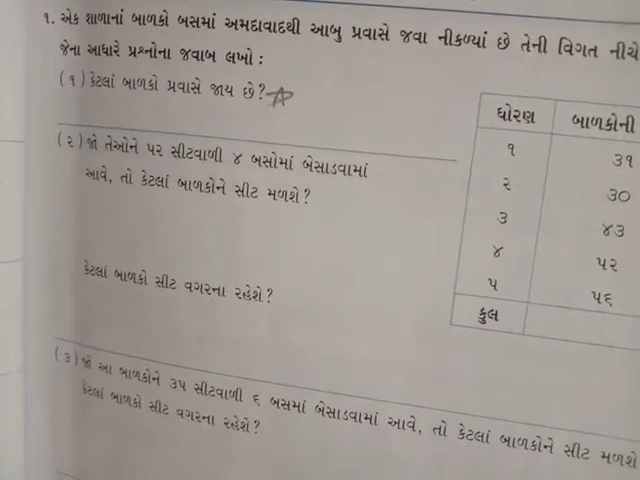 ૧. એક શાળાનાં બાળકો બસમાં અમદાવાદથી આબુ પ્રવાસે જવા નીકળ્યાં છે તેની વિગત નીચે
જેના આધારે પ્રશ્નોના જવાબ લખો :
(૧) કેટલાં બાળકો પ્રવાસે જાય છે?
(૨) જો તેઓને ૫૨ સીટવાળી ૪ બસોમાં બેસાડવામાં
આવે, તો કેટલાં બાળકોને સીટ મળશે?
કેટલાં બાળકો સીટ વગરના રહેશે?
ધોરણ બાળકોની
૧ ૩૧
૨ ૩૦
૩ ૪૩
૪ ૫૨
૫ ૫૬
કુલ
(૩) જો આ બાળકોને ૩૫ સીટવાળી ૬ બસમાં બેસાડવામાં આવે, તો કેટલાં બાળકોને સીટ મળશે
કેટલાં બાળકો સીટ વગરના રહેશે?